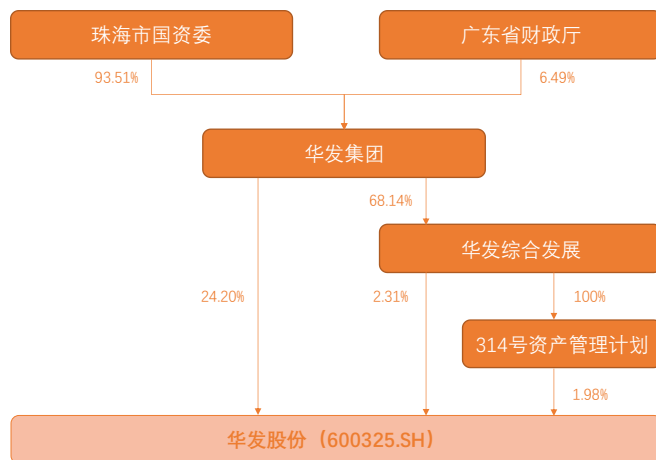 珠海市国资委
广东省财政厅
93.51%
6.49%
华发集团
68.14%
华发综合发展
24.20%
2.31%
100%
314号资产管理计划
1.98%
华发股份（600325.SH）